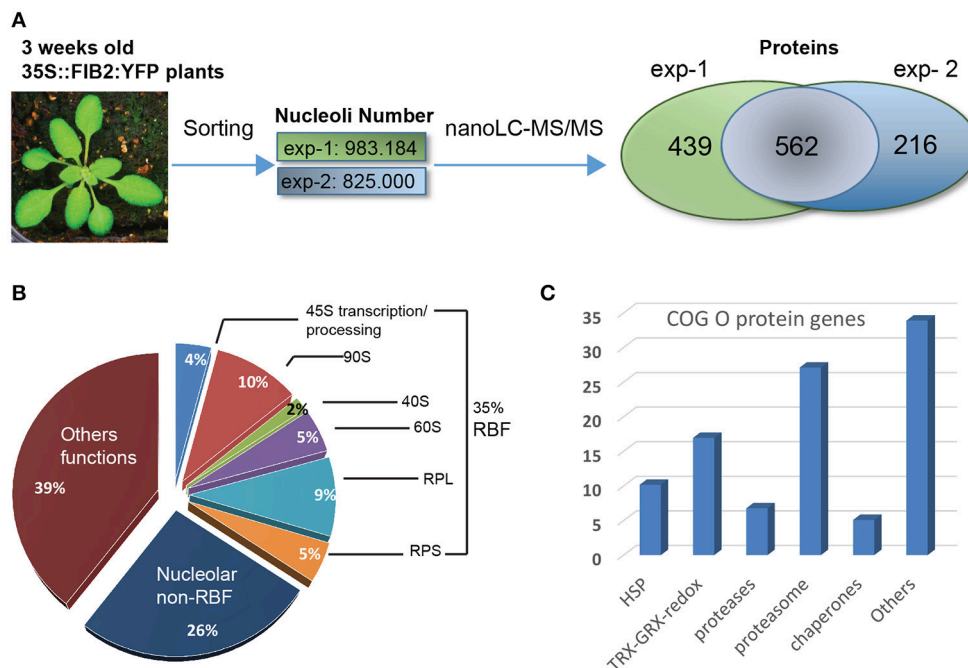 A
3 weeks old
35S::FIB2:YFP plants
Sorting
Nucleoli Number
exp-1: 983.184
exp-2: 825.000
nanoLC-MS/MS
Proteins
exp-1
exp- 2
439
562
216
B
45S transcription/
processing
90S
40S
60S
RPL
RPS
35%
RBF
4%
10%
2%
5%
9%
5%
Others
functions
39%
Nucleolar
non-RBF
26%
C
COG O protein genes
35
30
25
20
15
10
5
0
HSP
TRX-GRX-redox
proteases
proteasome
chaperones
Others